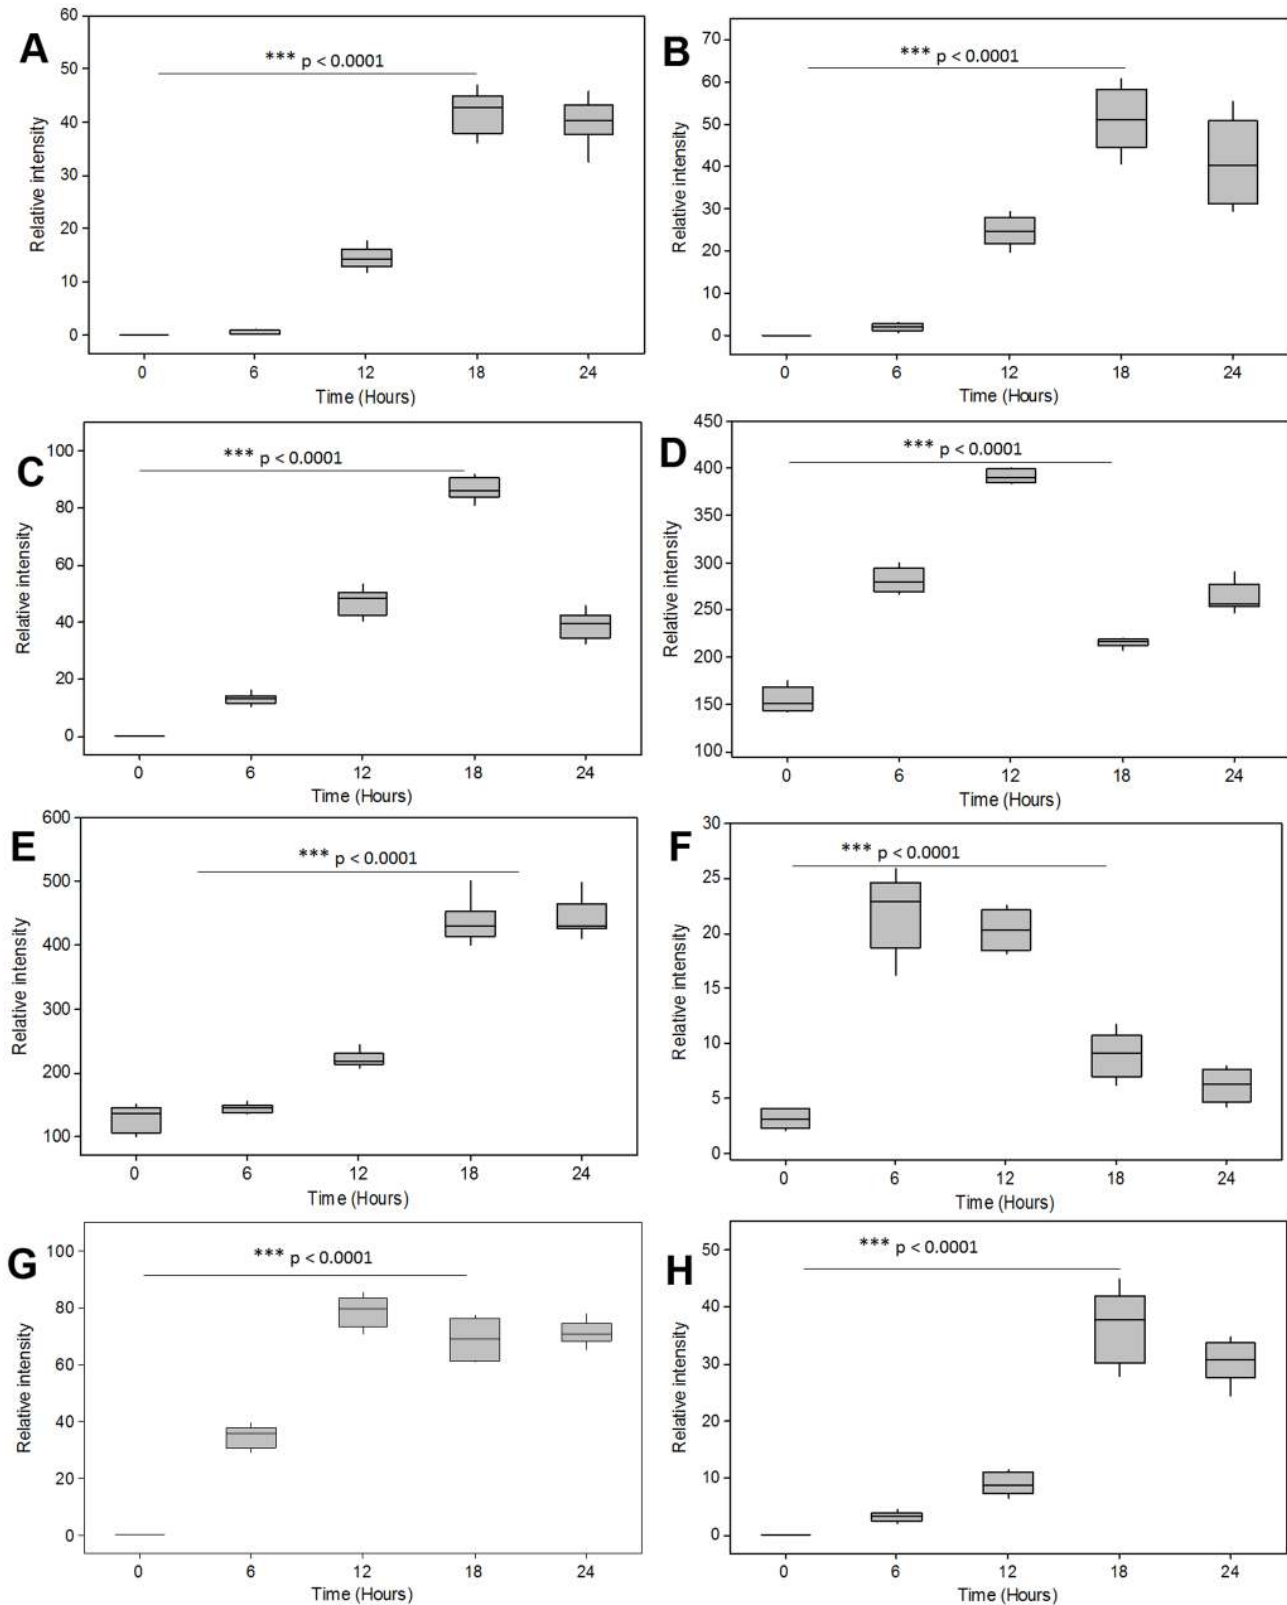 A
*** p < 0.0001
Relative intensity
60
50
40
30
20
10
0
0 6 12 18 24
Time (Hours)
B
*** p < 0.0001
Relative intensity
70
60
50
40
30
20
10
0
0 6 12 18 24
Time (Hours)
C
*** p < 0.0001
Relative intensity
100
80
60
40
20
0
0 6 12 18 24
Time (Hours)
D
*** p < 0.0001
Relative intensity
450
400
350
300
250
200
150
100
0 6 12 18 24
Time (Hours)
E
*** p < 0.0001
Relative intensity
600
500
400
300
200
100
0 6 12 18 24
Time (Hours)
F
*** p < 0.0001
Relative intensity
30
25
20
15
10
5
0
0 6 12 18 24
Time (Hours)
G
*** p < 0.0001
Relative intensity
100
80
60
40
20
0
0 6 12 18 24
Time (Hours)
H
*** p < 0.0001
Relative intensity
50
40
30
20
10
0
0 6 12 18 24
Time (Hours)